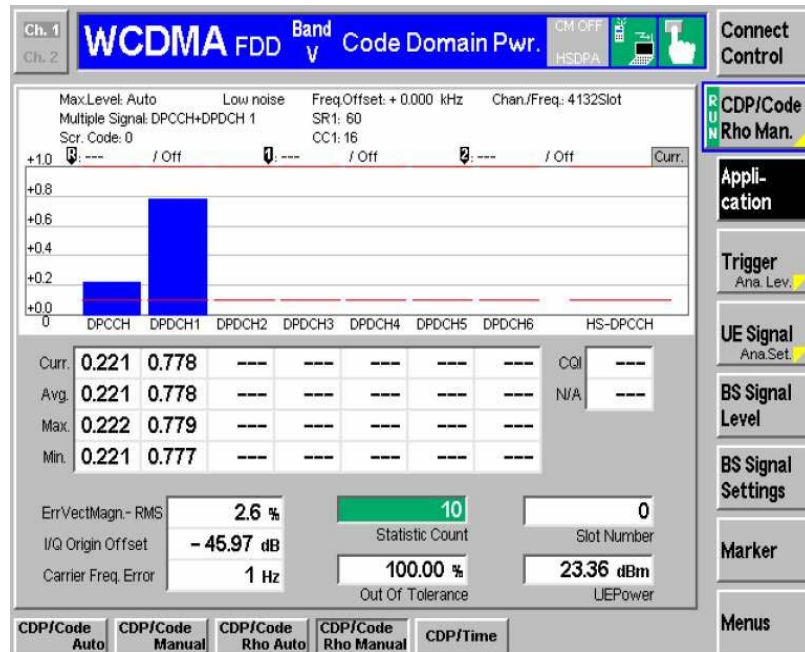 Ch. 1
Ch. 2
WCDMA FDD Band V Code Domain Pwr.
CM OFF
HSDPA
Connect Control
Max.Level: Auto Low noise Freq.Offset: + 0.000 kHz Chan./Freq.: 4132Slot
Multiple Signal: DPCCH+DPDCH 1 SR1: 60
Scr. Code: 0 CC1: 16
R: --- / Off 1: --- / Off 2: --- / Off Curr.
+1.0
+0.8
+0.6
+0.4
+0.2
+0.0
0 DPCCH DPDCH1 DPDCH2 DPDCH3 DPDCH4 DPDCH5 DPDCH6 HS-DPCCH
Curr. 0.221 0.778 --- --- --- --- --- CQI ---
Avg. 0.221 0.778 --- --- --- --- --- N/A ---
Max. 0.222 0.779 --- --- --- --- ---
Min. 0.221 0.777 --- --- --- --- ---
ErrVectMagn.- RMS 2.6 %
I/Q Origin Offset - 45.97 dB
Carrier Freq. Error 1 Hz
10
Statistic Count
100.00 %
Out Of Tolerance
0
Slot Number
23.36 dBm
UEPower
RUN
CDP/Code Rho Man.
Appli-
cation
Trigger
Ana. Lev.
UE Signal
Ana.Set.
BS Signal
Level
BS Signal
Settings
Marker
Menus
CDP/Code Auto
CDP/Code Manual
CDP/Code Rho Auto
CDP/Code Rho Manual
CDP/Time